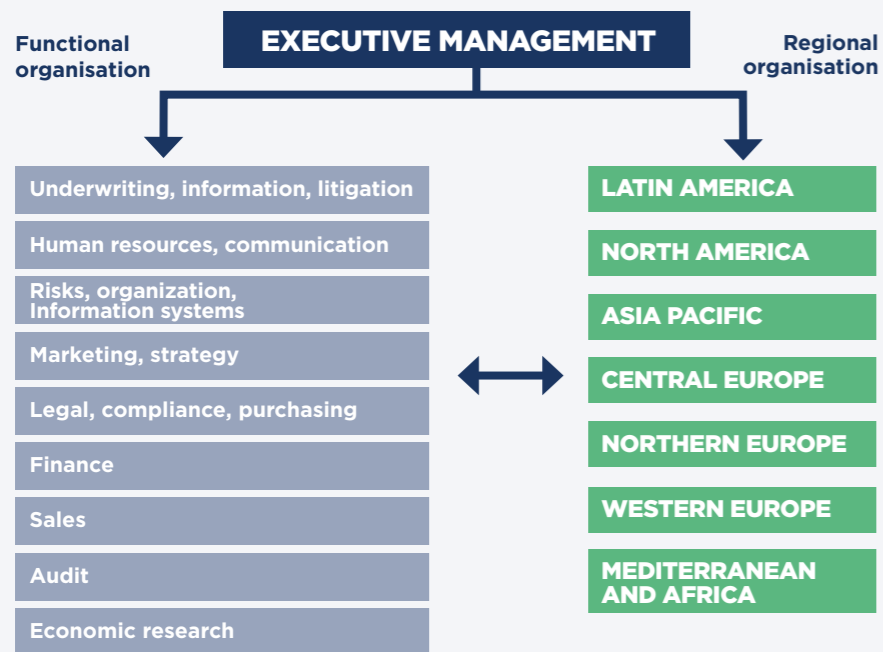 EXECUTIVE MANAGEMENT
Functional
organisation
Regional
organisation
Underwriting, information, litigation
Human resources, communication
Risks, organization,
Information systems
Marketing, strategy
Legal, compliance, purchasing
Finance
Sales
Audit
Economic research
LATIN AMERICA
NORTH AMERICA
ASIA PACIFIC
CENTRAL EUROPE
NORTHERN EUROPE
WESTERN EUROPE
MEDITERRANEAN
AND AFRICA